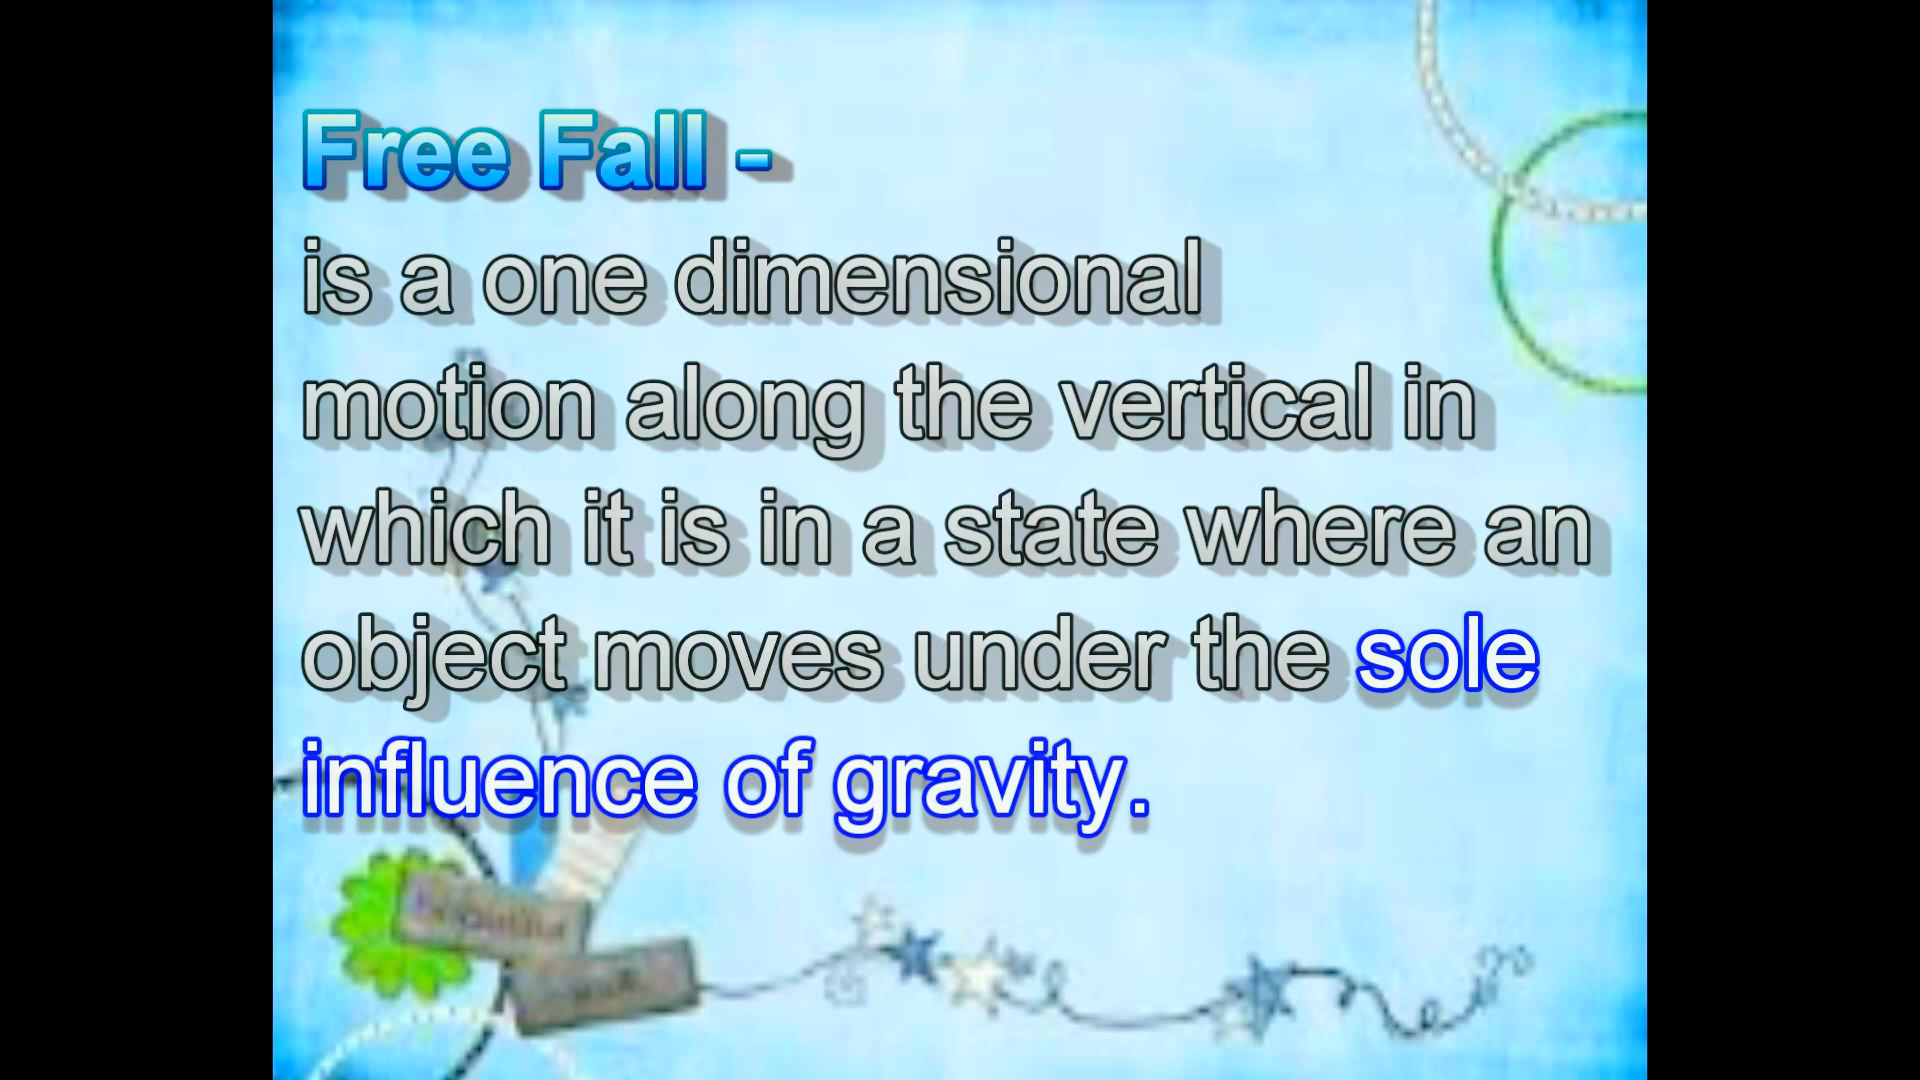 Free Fall -
is a one dimensional
motion along the vertical in
which it is in a state where an
object moves under the sole
influence of gravity.